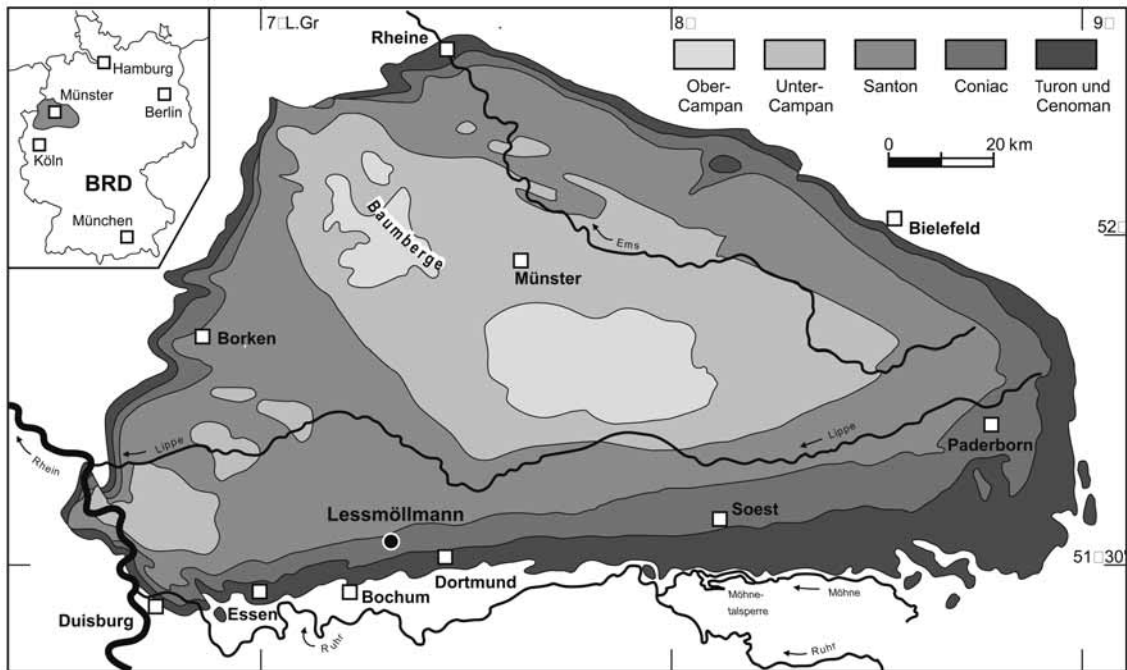 7□L.Gr
8□
9□
Rheine
Hamburg
Münster
Berlin
Köln
BRD
München
Ober-
Campan
Unter-
Campan
Santon
Coniac
Turon und
Cenoman
0
20 km
Baumberge
Ems
Bielefeld
52□
Münster
Borken
Lippe
Lippe
Rhein
Paderborn
Lessmöllmann
Soest
51□30'
Dortmund
Duisburg
Essen
Bochum
Möhne-
talsperre
Möhne
Ruhr
Ruhr